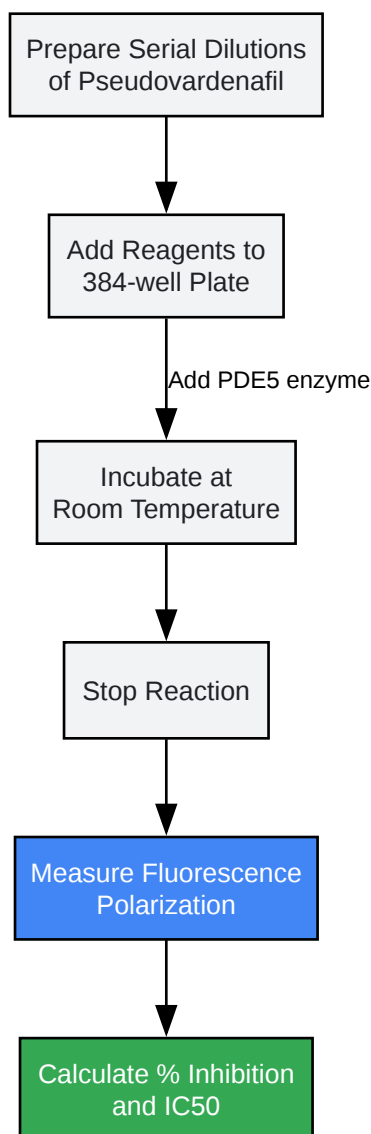 Prepare Serial Dilutions
of Pseudovardenafil
Add Reagents to
384-well Plate
Add PDE5 enzyme
Incubate at
Room Temperature
Stop Reaction
Measure Fluorescence
Polarization
Calculate % Inhibition
and IC50